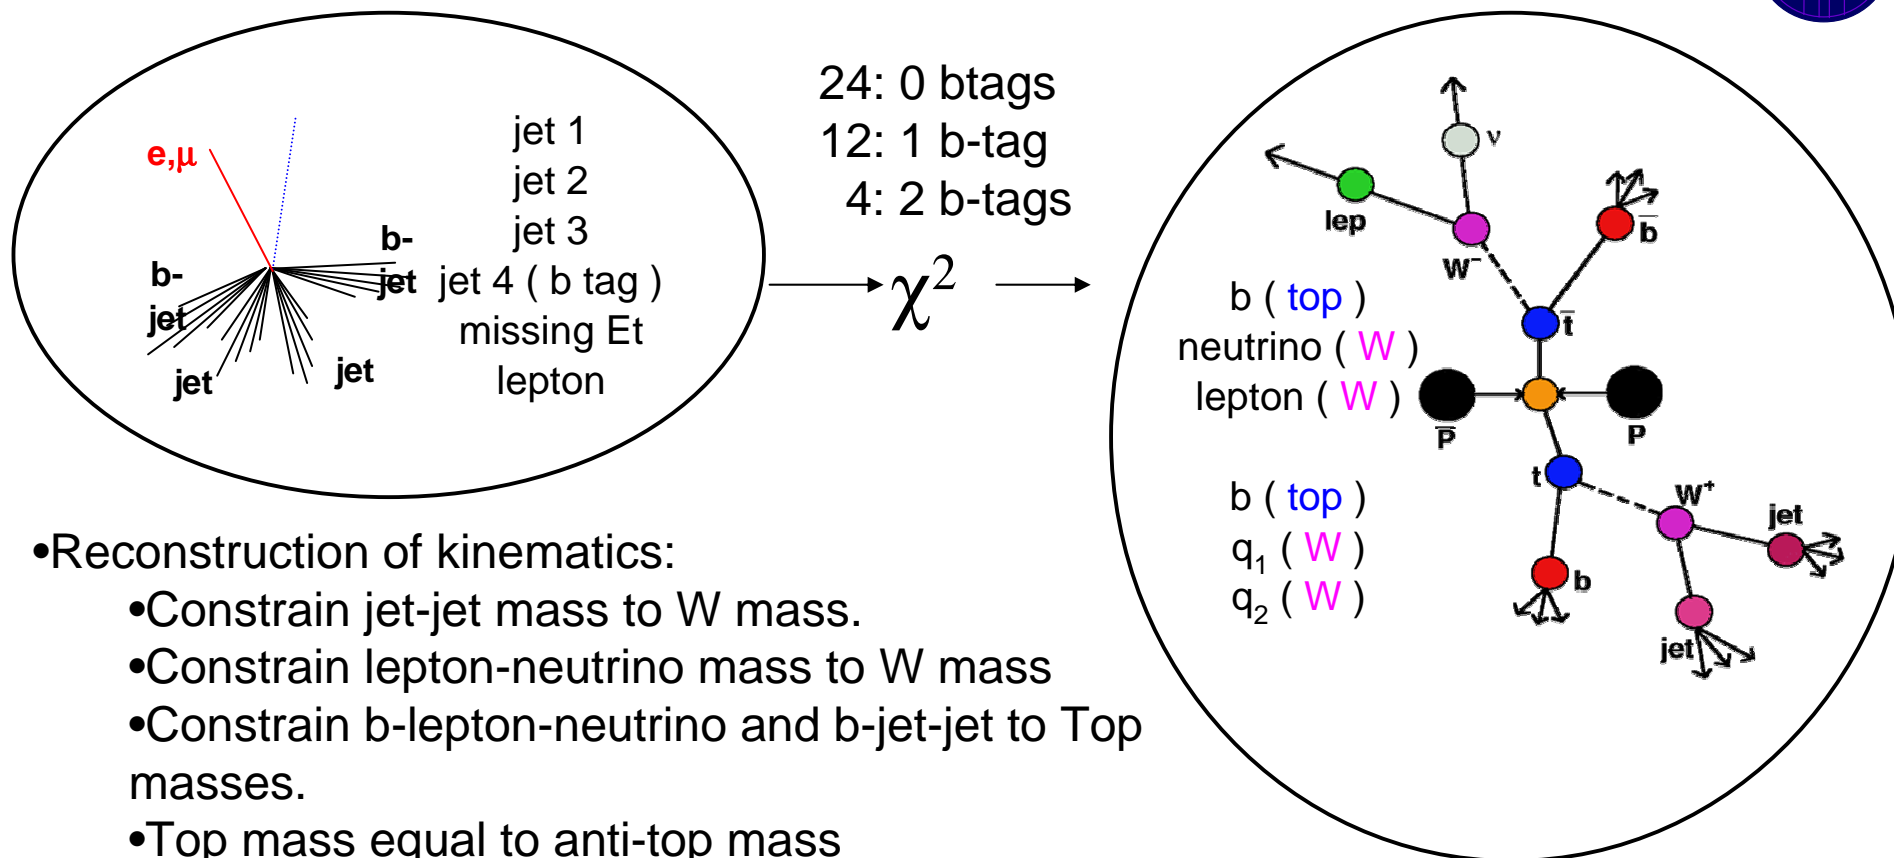 e,μ
b-
jet
b-
jet
jet
jet
jet 1
jet 2
jet 3
jet 4 ( b tag )
missing Et
lepton
24: 0 btags
12: 1 b-tag
4: 2 b-tags
χ²
b ( top )
neutrino ( W )
lepton ( W )
b ( top )
q₁ ( W )
q₂ ( W )
ν
lep
W⁻
b̅
t̅
P̅
P
t
W⁺
jet
b
jet
•Reconstruction of kinematics:
•Constrain jet-jet mass to W mass.
•Constrain lepton-neutrino mass to W mass
•Constrain b-lepton-neutrino and b-jet-jet to Top
masses.
•Top mass equal to anti-top mass